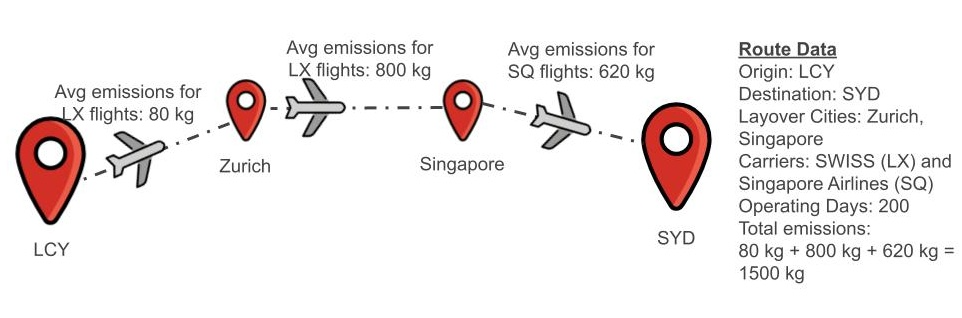 Avg emissions for
LX flights: 80 kg
LCY
Zurich
Avg emissions for
LX flights: 800 kg
Singapore
Avg emissions for
SQ flights: 620 kg
SYD
Route Data
Origin: LCY
Destination: SYD
Layover Cities: Zurich,
Singapore
Carriers: SWISS (LX) and
Singapore Airlines (SQ)
Operating Days: 200
Total emissions:
80 kg + 800 kg + 620 kg =
1500 kg